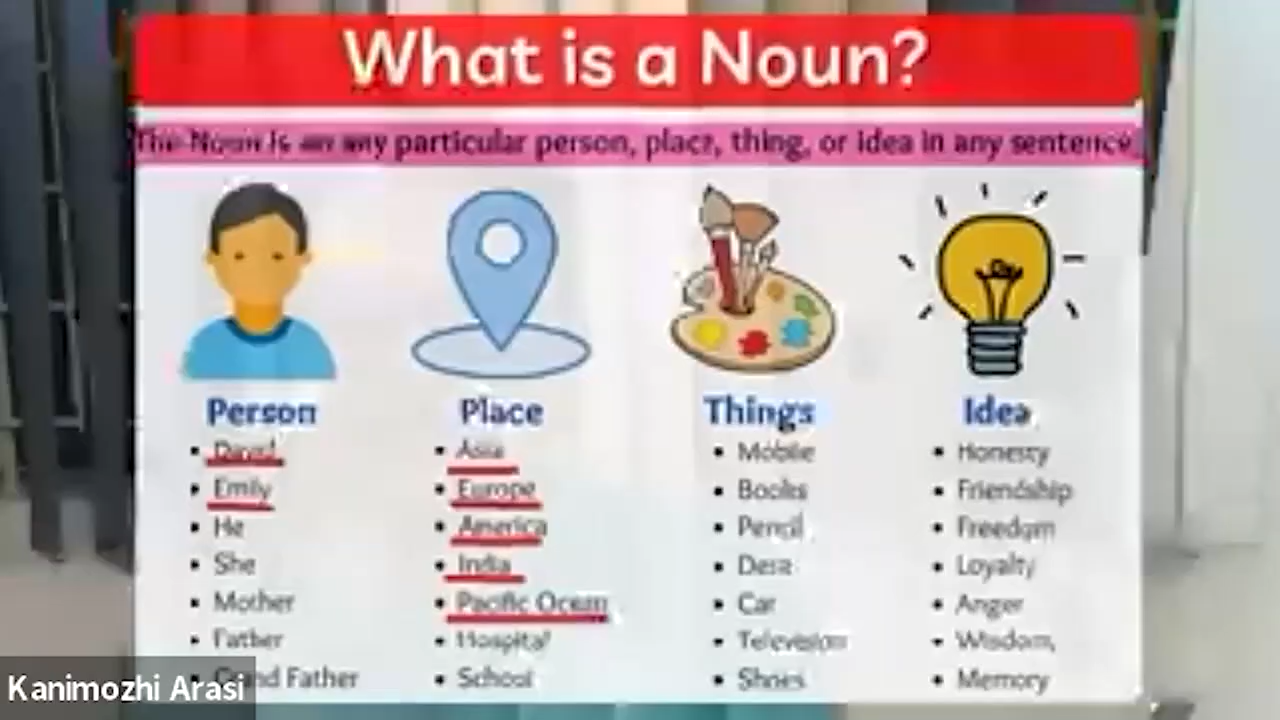 What is a Noun?
The Noun is an any particular person, place, thing, or idea in any sentence.
Person
David
Emily
He
She
Mother
Father
Grand Father
Place
Asia
Europe
America
India
Pacific Ocean
Hospital
School
Things
Mobile
Books
Pencil
Car
Television
Shoes
Idea
Honesty
Friendship
Freedom
Loyalty
Anger
Wisdom
Memory
Kanimozhi Arasi